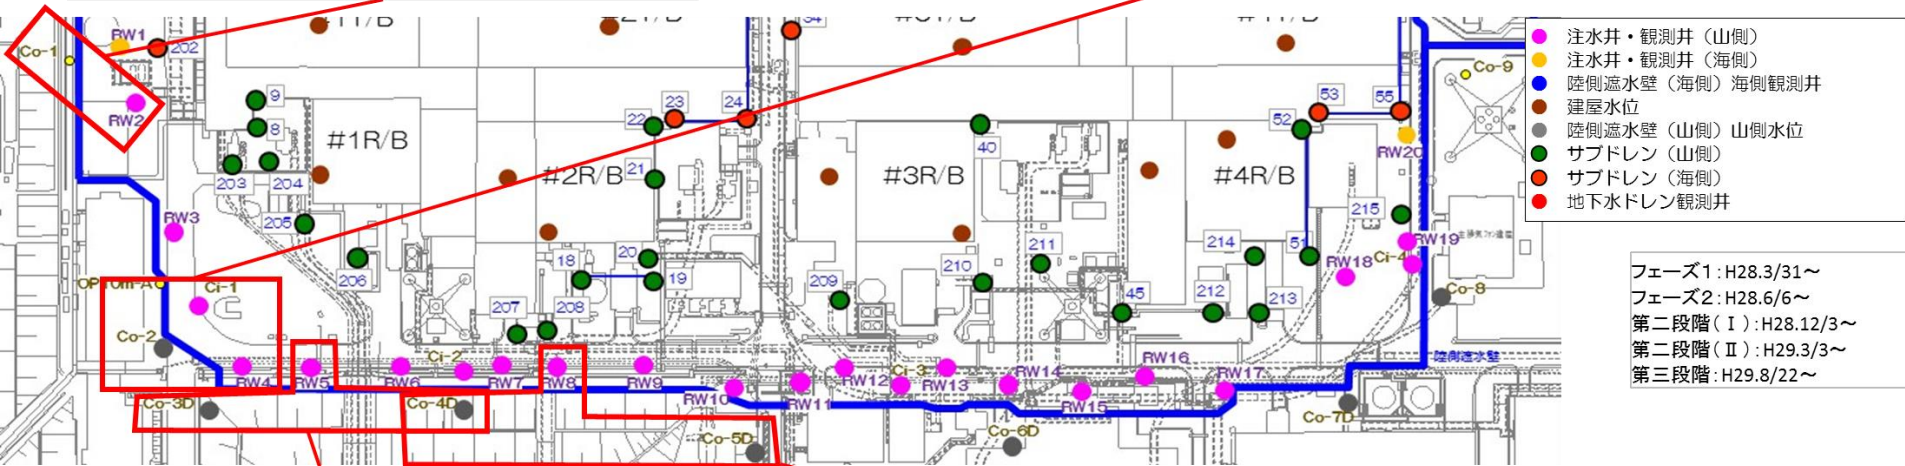 RW1
202
34
Co-1
Co-9
9
RW2
8
23
24
22
53
55
52
#1R/B
40
RW20
203
204
21
#2R/B
#3R/B
#4R/B
RW3
205
215
206
18
20
19
211
214
51
RW19
Ci-4
RW18
210
209
OP10m-A
Ci-1
Co-8
207
208
45
212
213
Co-2
Ci-2
RW16
陸側遮水壁
RW4
RW5
RW6
RW7
RW8
RW9
RW12
Ci-3
RW13
RW14
RW17
RW10
RW11
RW15
Co-3D
Co-4D
Co-5D
Co-6D
Co-7D
注水井・観測井（山側）
注水井・観測井（海側）
陸側遮水壁（海側）海側観測井
建屋水位
陸側遮水壁（山側）山側水位
サブドレン（山側）
サブドレン（海側）
地下水ドレン観測井
フェーズ1：H28.3/31～
フェーズ2：H28.6/6～
第二段階（Ⅰ）：H28.12/3～
第二段階（Ⅱ）：H29.3/3～
第三段階：H29.8/22～